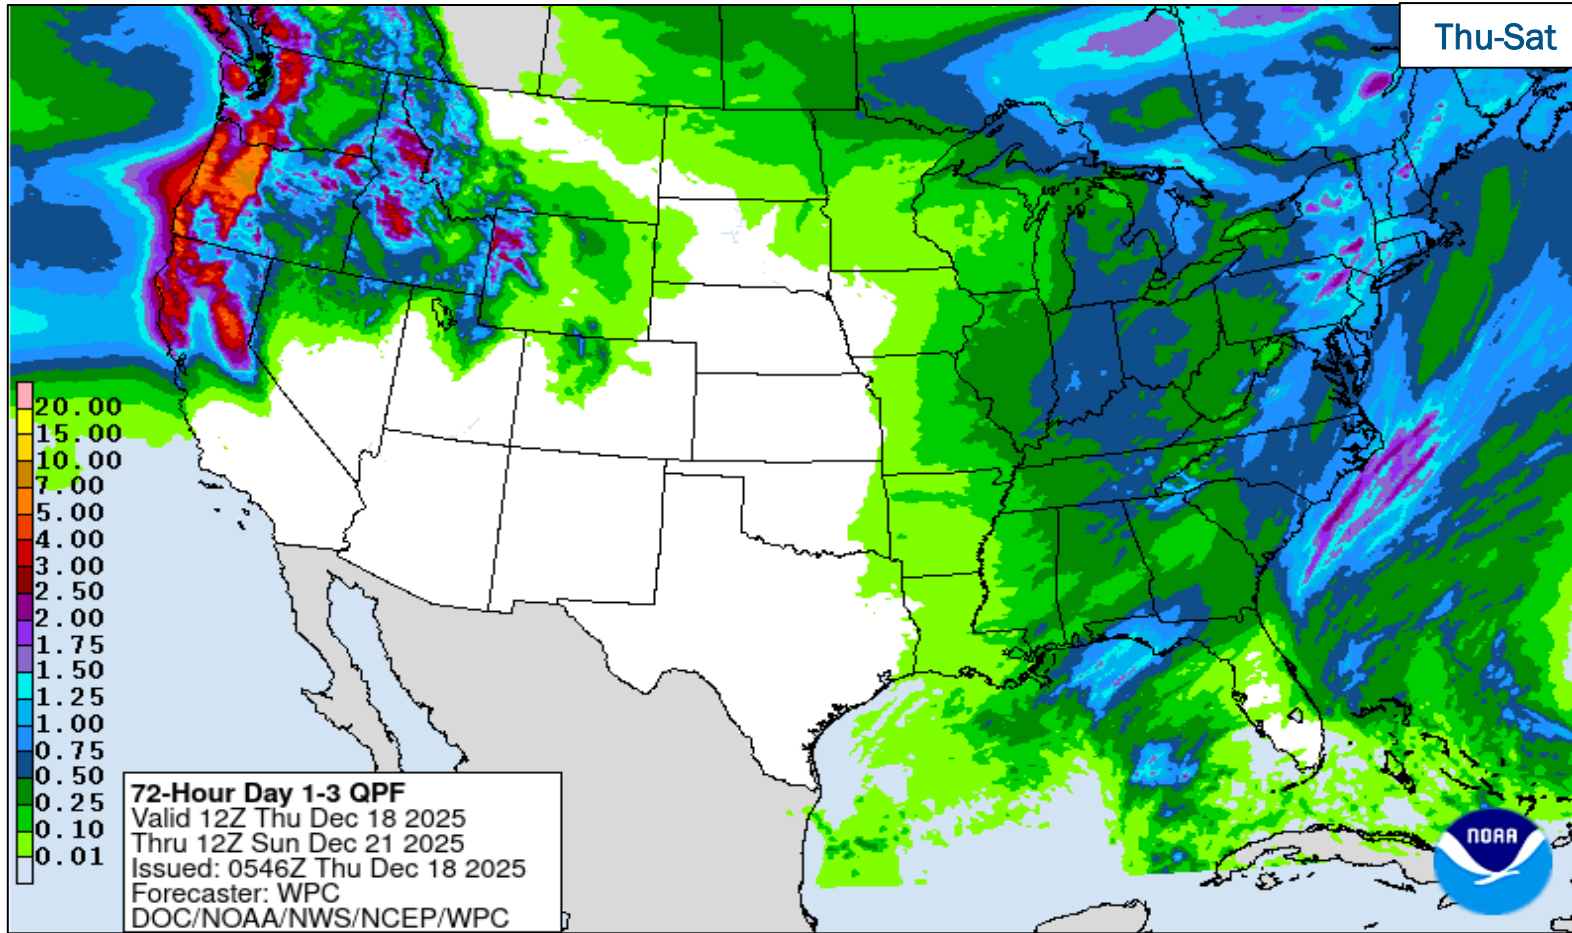 Thu-Sat
20.00
15.00
10.00
7.00
5.00
4.00
3.00
2.50
2.00
1.75
1.50
1.25
1.00
0.75
0.50
0.25
0.10
0.01
72-Hour Day 1-3 QPF
Valid 12Z Thu Dec 18 2025
Thru 12Z Sun Dec 21 2025
Issued: 0546Z Thu Dec 18 2025
Forecaster: WPC
DOC/NOAA/NWS/NCEP/WPC
NOAA